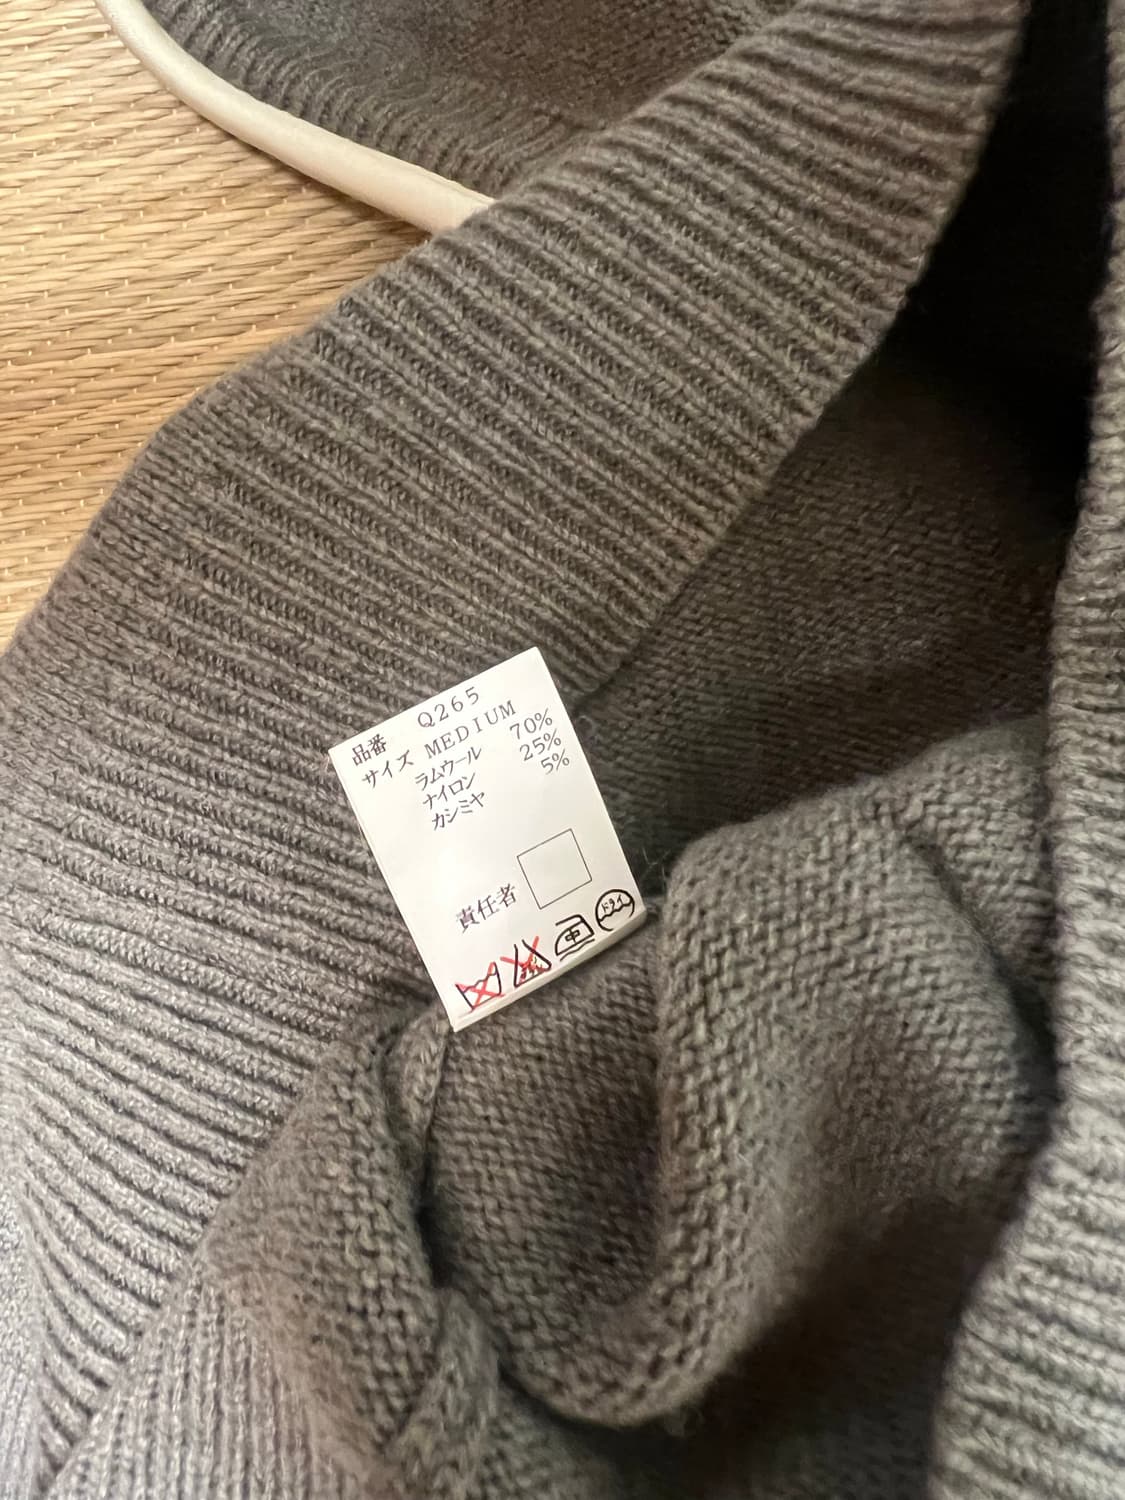 品番 Q265
サイズ MEDIUM
ラムウール 70%
ナイロン 25%
カシミヤ 5%
責任者
中 ドライ